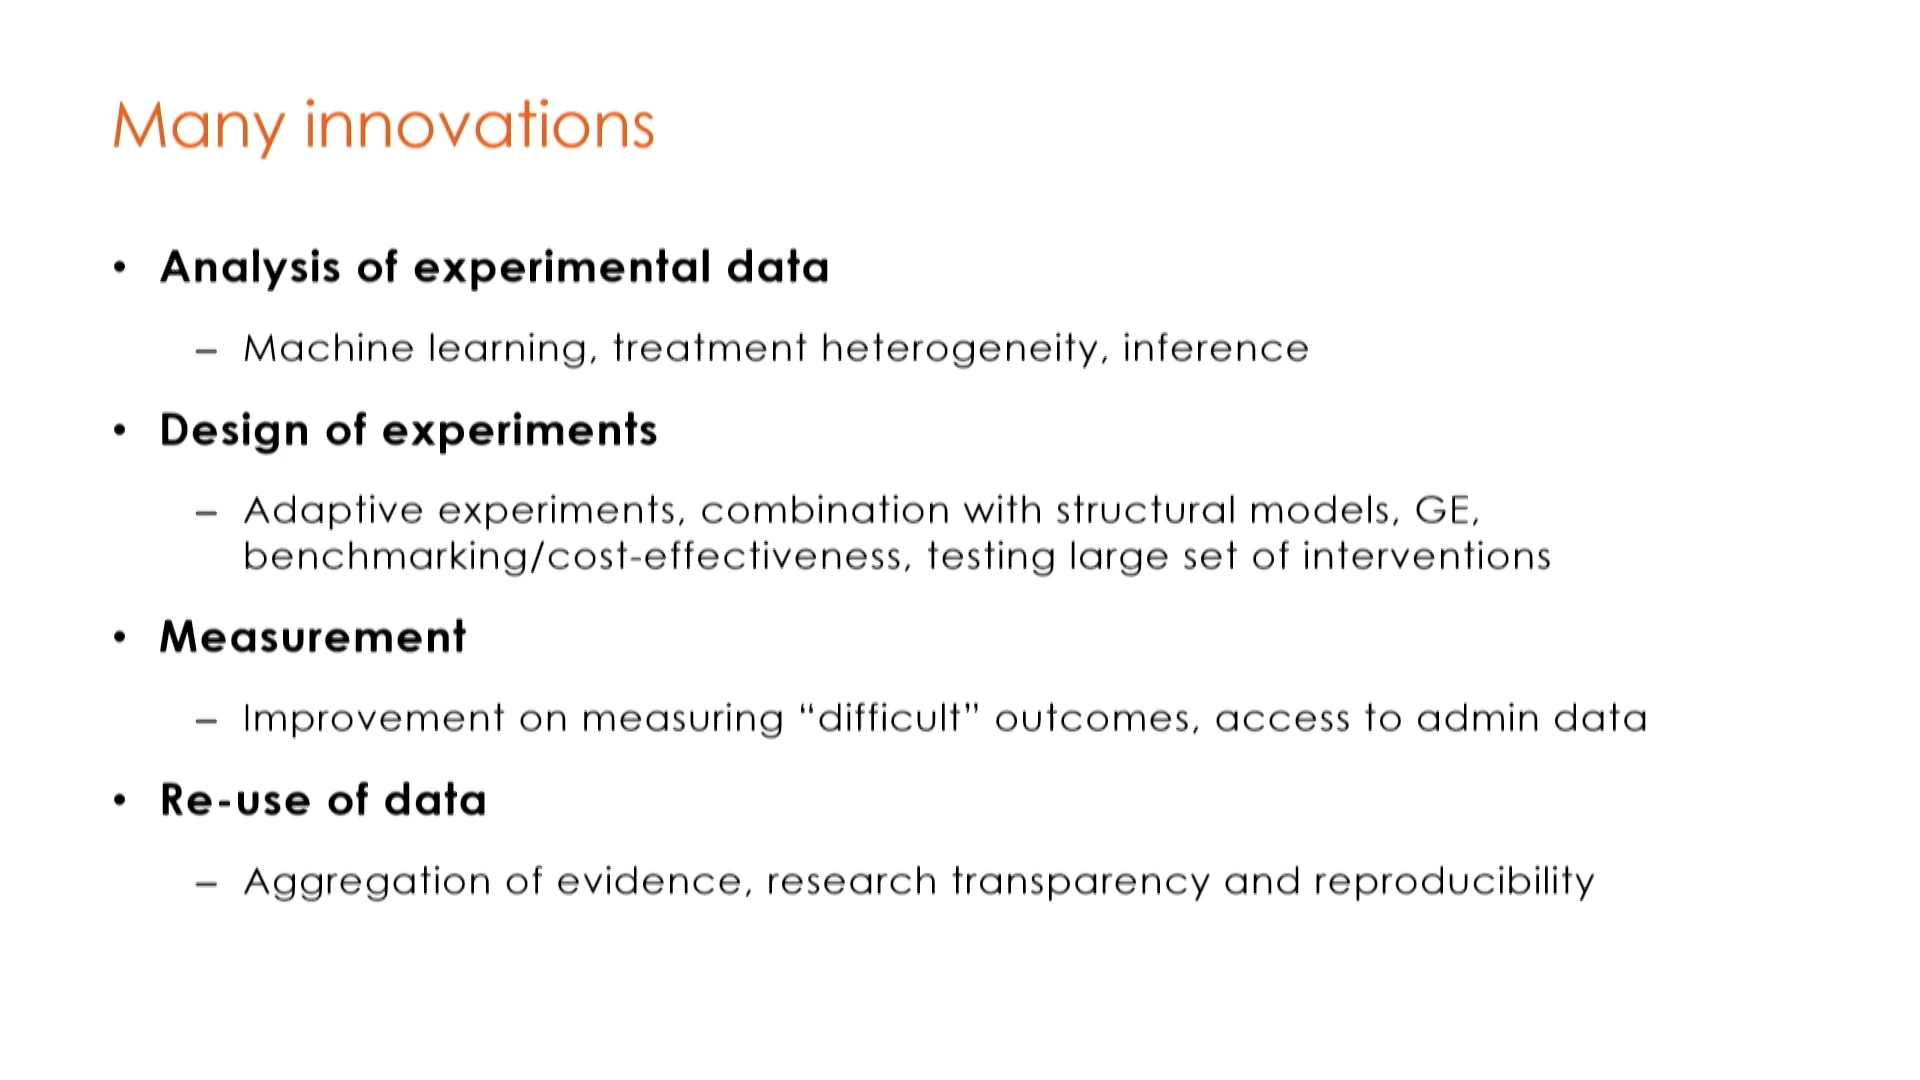 Many innovations
• Analysis of experimental data
– Machine learning, treatment heterogeneity, inference
• Design of experiments
– Adaptive experiments, combination with structural models, GE,
benchmarking/cost-effectiveness, testing large set of interventions
• Measurement
– Improvement on measuring “difficult” outcomes, access to admin data
• Re-use of data
– Aggregation of evidence, research transparency and reproducibility